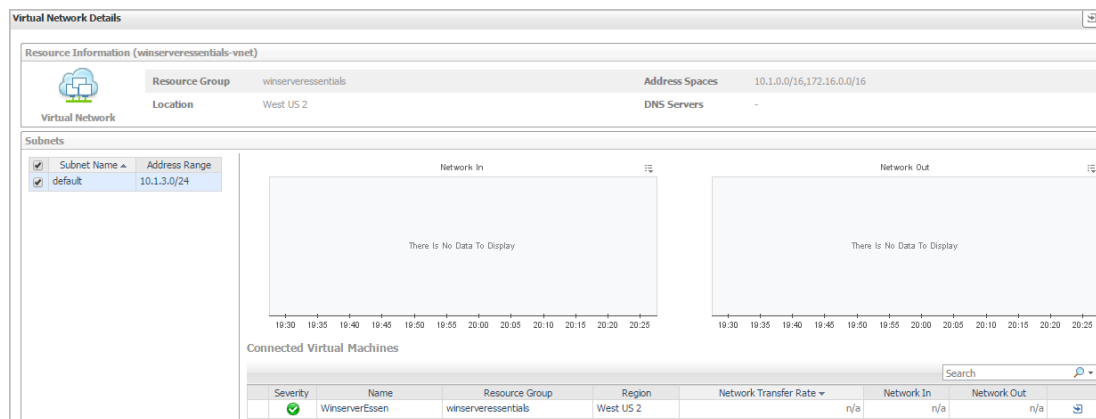 Virtual Network Details
Resource Information (winserveressentials-vnet)
Resource Group winserveressentials Address Spaces 10.1.0.0/16,172.16.0.0/16
Location West US 2 DNS Servers -
Virtual Network
Subnets
Subnet Name Address Range
default 10.1.3.0/24
Network In Network Out
There Is No Data To Display There Is No Data To Display
19:30 19:35 19:40 19:45 19:50 19:55 20:00 20:05 20:10 20:15 20:20 20:25 19:30 19:35 19:40 19:45 19:50 19:55 20:00 20:05 20:10 20:15 20:20 20:25
Connected Virtual Machines
Search
Severity Name Resource Group Region Network Transfer Rate Network In Network Out
WinserverEssen winserveressentials West US 2 n/a n/a n/a